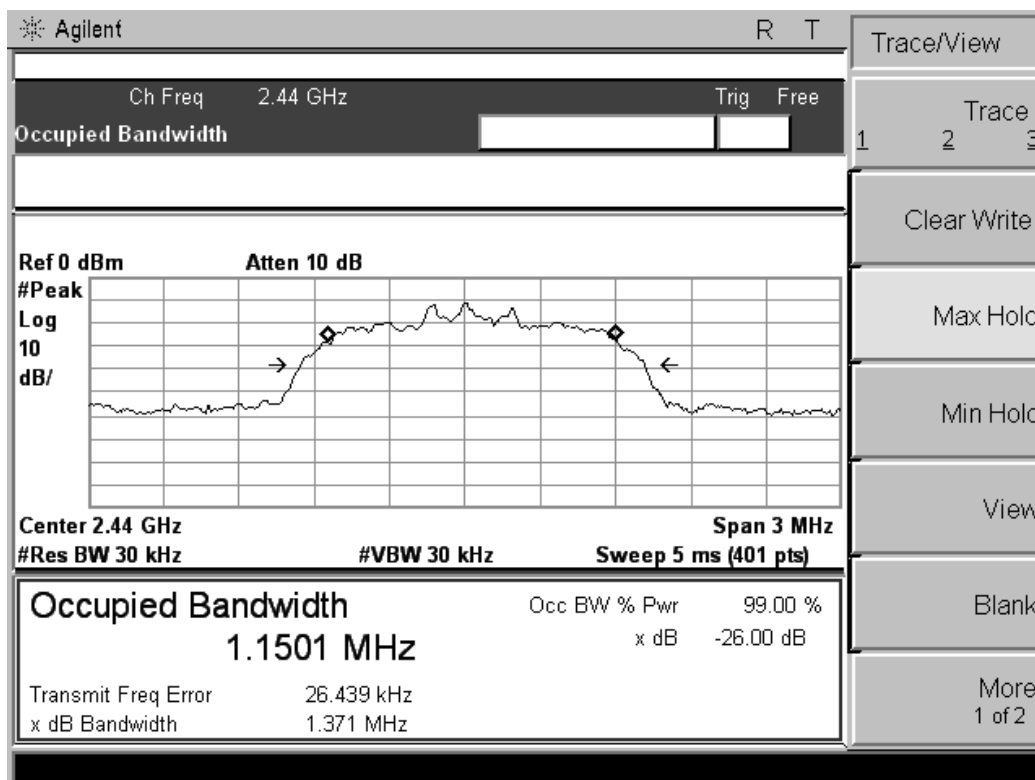 Agilent R T
Trace/View
Ch Freq 2.44 GHz Trig Free
Occupied Bandwidth
Trace
1 2 3
Clear Write
Ref 0 dBm Atten 10 dB
#Peak
Log
10
dB/
Max Hold
Min Hold
View
Center 2.44 GHz Span 3 MHz
#Res BW 30 kHz #VBW 30 kHz Sweep 5 ms (401 pts)
Occupied Bandwidth
1.1501 MHz
Occ BW % Pwr 99.00 %
x dB -26.00 dB
Transmit Freq Error 26.439 kHz
x dB Bandwidth 1.371 MHz
Blank
More
1 of 2